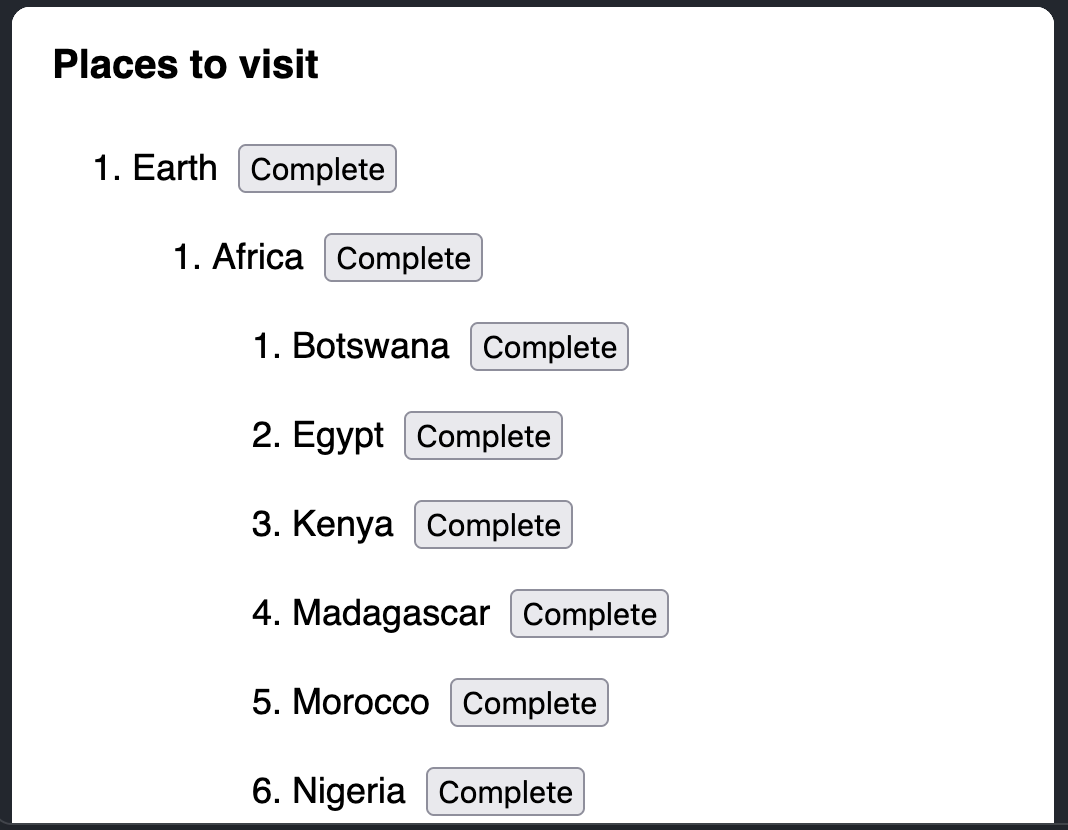 Places to visit
1. Earth Complete
1. Africa Complete
1. Botswana Complete
2. Egypt Complete
3. Kenya Complete
4. Madagascar Complete
5. Morocco Complete
6. Nigeria Complete